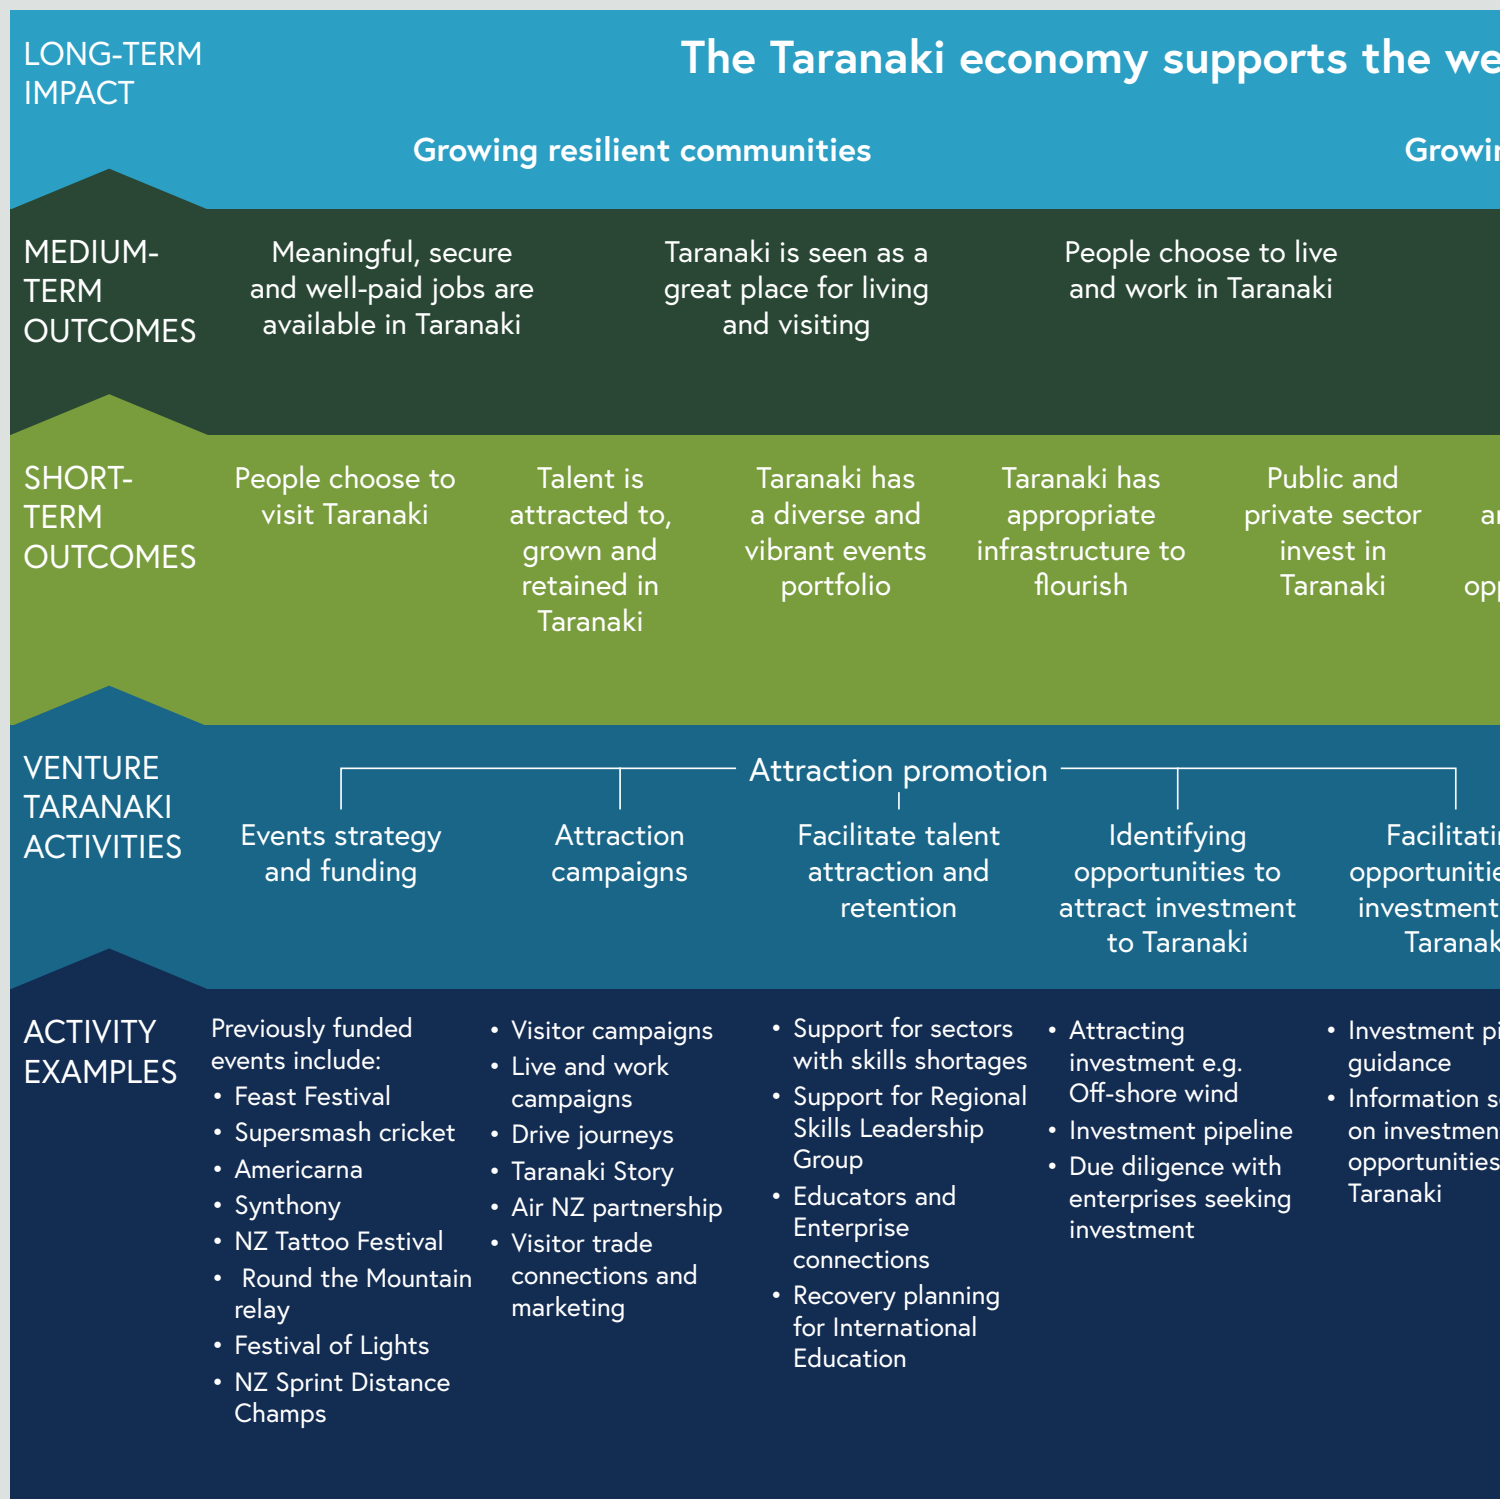 LONG-TERM
IMPACT
The Taranaki economy supports the
Growing resilient communities
MEDIUM-
TERM
OUTCOMES
Meaningful, secure
and well-paid jobs are
available in Taranaki
Taranaki is seen as a
great place for living
and visiting
People choose to live
and work in Taranaki
SHORT-
TERM
OUTCOMES
People choose to
visit Taranaki
Talent is
attracted to,
grown and
retained in
Taranaki
Taranaki has
a diverse and
vibrant events
portfolio
Taranaki has
appropriate
infrastructure to
flourish
Public and
private sector
invest in
Taranaki
VENTURE
TARANAKI
ACTIVITIES
Attraction promotion
Events strategy
and funding
Attraction
campaigns
Facilitate talent
attraction and
retention
Identifying
opportunities to
attract investment
to Taranaki
investment
ACTIVITY
EXAMPLES
Previously funded
events include:
• Feast Festival
• Supersmash cricket
• Americarna
• Synthony
• NZ Tattoo Festival
• Round the Mountain
relay
• Festival of Lights
• NZ Sprint Distance
Champs
• Visitor campaigns
• Live and work
campaigns
• Drive journeys
• Taranaki Story
• Air NZ partnership
• Visitor trade
connections and
marketing
• Support for sectors
with skills shortages
• Support for Regional
Skills Leadership
Group
• Educators and
Enterprise
connections
• Recovery planning
for International
Education
• Attracting
investment e.g.
Off-shore wind
• Investment pipeline
• Due diligence with
enterprises seeking
investment
• Investment
guidance
• Information
on
opportunities
Taranaki